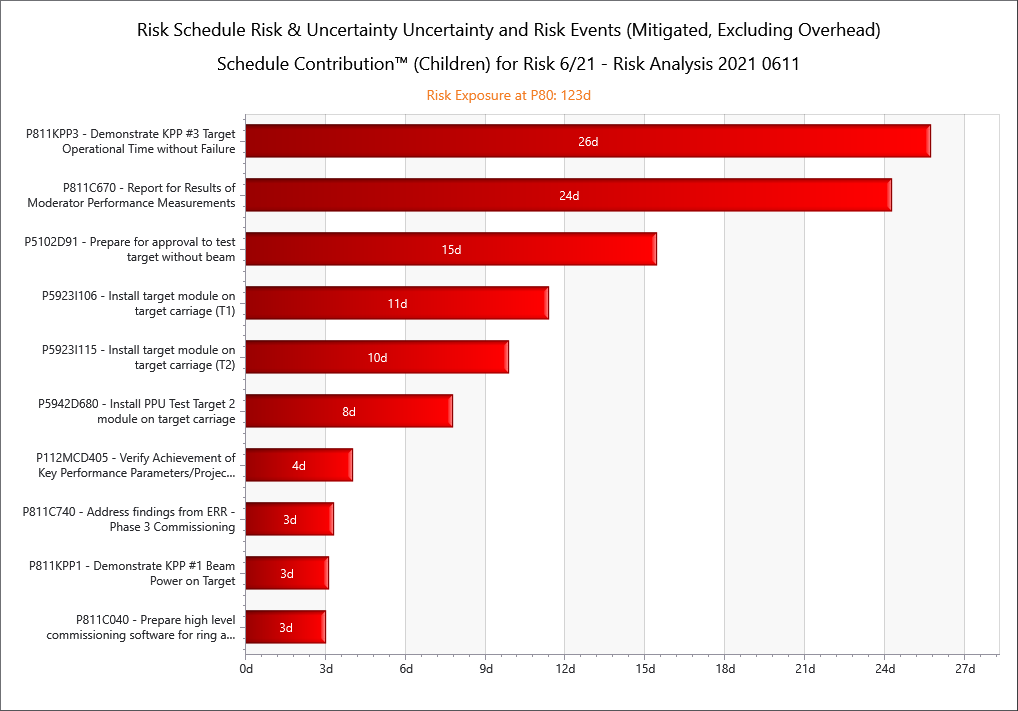 Risk Schedule Risk & Uncertainty Uncertainty and Risk Events (Mitigated, Excluding Overhead)
Schedule Contribution™ (Children) for Risk 6/21 - Risk Analysis 2021 0611
Risk Exposure at P80: 123d
P811KPP3 - Demonstrate KPP #3 Target
Operational Time without Failure
26d
P811C670 - Report for Results of
Moderator Performance Measurements
24d
P5102D91 - Prepare for approval to test
target without beam
15d
P5923I106 - Install target module on
target carriage (T1)
11d
P5923I115 - Install target module on
target carriage (T2)
10d
P5942D680 - Install PPU Test Target 2
module on target carriage
8d
P112MCD405 - Verify Achievement of
Key Performance Parameters/Projec...
4d
P811C740 - Address findings from ERR -
Phase 3 Commissioning
3d
P811KPP1 - Demonstrate KPP #1 Beam
Power on Target
3d
P811C040 - Prepare high level
commissioning software for ring a...
3d
0d 3d 6d 9d 12d 15d 18d 21d 24d 27d